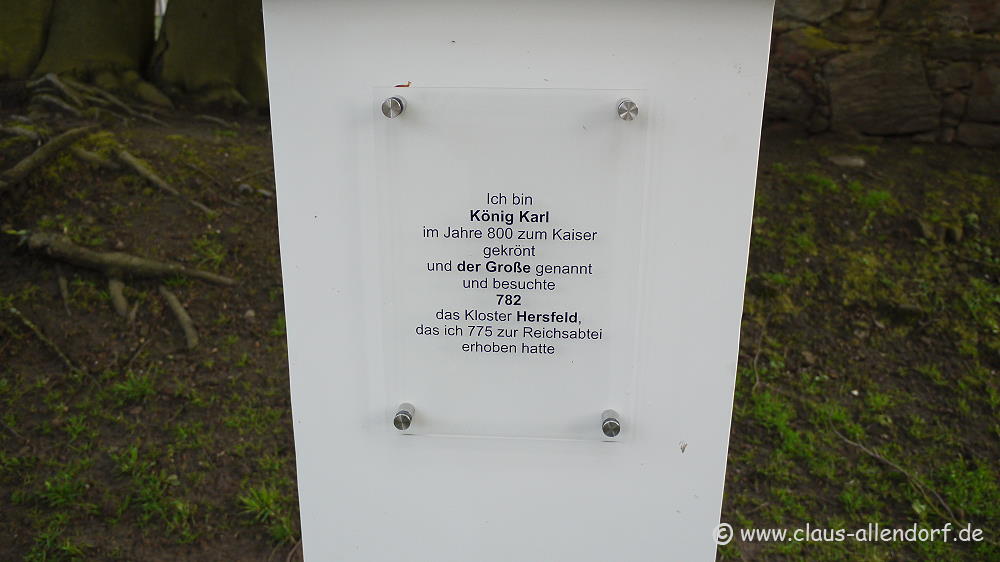 Ich bin
König Karl
im Jahre 800 zum Kaiser
gekrönt
und der Große genannt
und besuchte
782
das Kloster Hersfeld,
das ich 775 zur Reichsabtei
erhoben hatte
© www.claus-allendorf.de